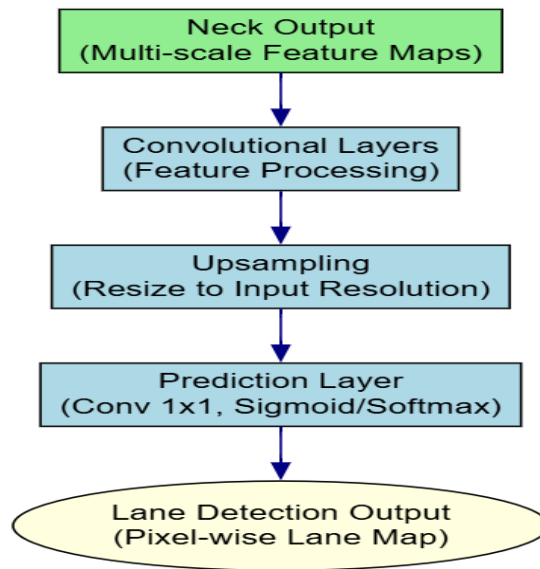 Neck Output
(Multi-scale Feature Maps)
Convolutional Layers
(Feature Processing)
Upsampling
(Resize to Input Resolution)
Prediction Layer
(Conv 1x1, Sigmoid/Softmax)
Lane Detection Output
(Pixel-wise Lane Map)